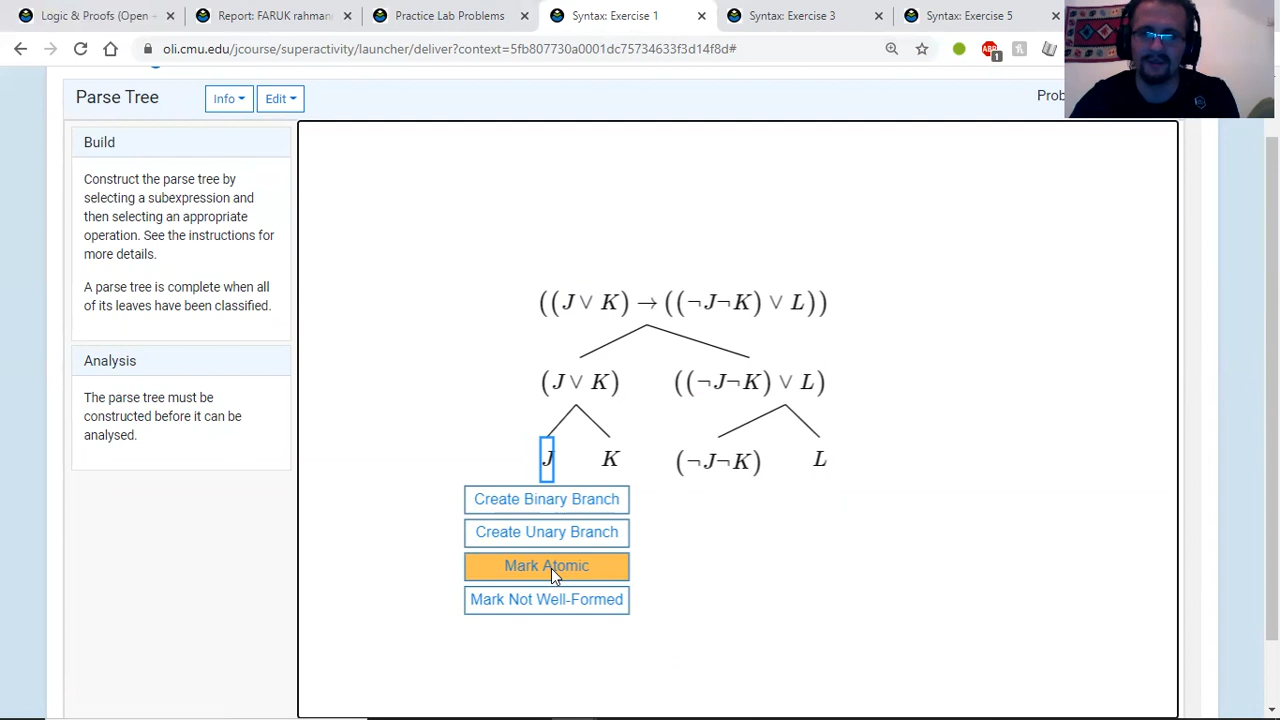 Logic & Proofs (Open +
Report: FARUK rahman
Lab Problems
Syntax: Exercise 1
Syntax: Exer
Syntax: Exercise 5
oli.cmu.edu/jcourse/superactivity/launcher/deliver?context=5fb807730a0001dc75734633f3d14f8d#
ABP
1
Parse Tree
Info
Edit
Prob
Build
Construct the parse tree by
selecting a subexpression and
then selecting an appropriate
operation. See the instructions for
more details.
A parse tree is complete when all
of its leaves have been classified.
Analysis
The parse tree must be
constructed before it can be
analysed.
((J ∨ K) → ((¬J¬K) ∨ L))
(J ∨ K) ((¬J¬K) ∨ L)
J K (¬J¬K) L
Create Binary Branch
Create Unary Branch
Mark Atomic
Mark Not Well-Formed